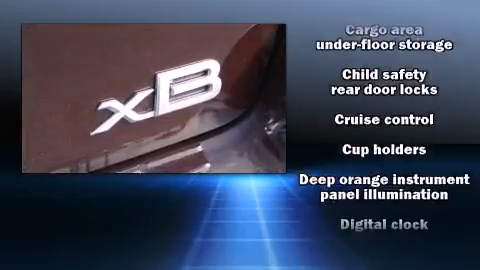 xB
Cargo area
under-floor storage
Child safety
rear door locks
Cruise control
Cup holders
Deep orange instrument
panel illumination
Digital clock